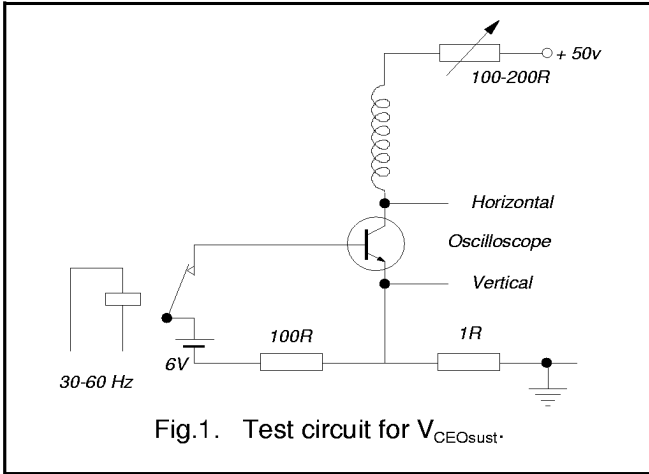 + 50v
100-200R
Horizontal
Oscilloscope
Vertical
100R
1R
6V
30-60 Hz
Fig.1. Test circuit for VCEOsust.